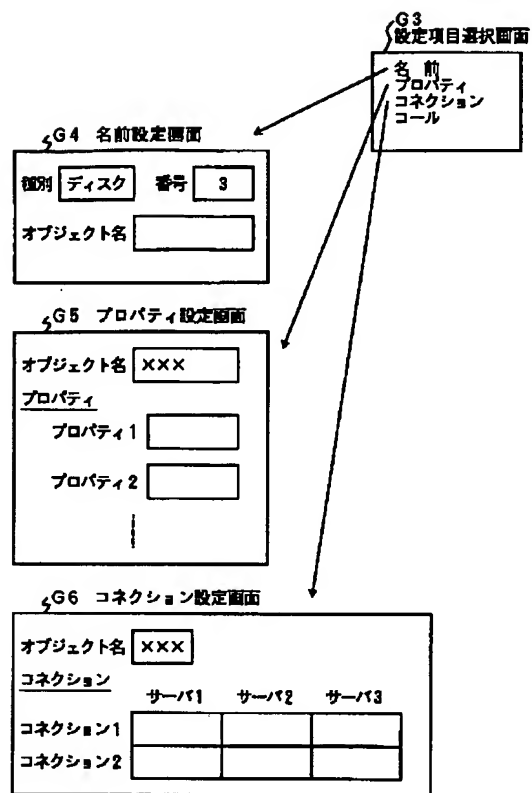 G3
設定項目選択画面
名 前
プロパティ
コネクション
コール
G4 名前設定画面
種別 ディスク 番号 3
オブジェクト名
G5 プロパティ設定画面
オブジェクト名 ×××
プロパティ
プロパティ1
プロパティ2
G6 コネクション設定画面
オブジェクト名 ×××
コネクション
サーバ1 サーバ2 サーバ3
コネクション1
コネクション2